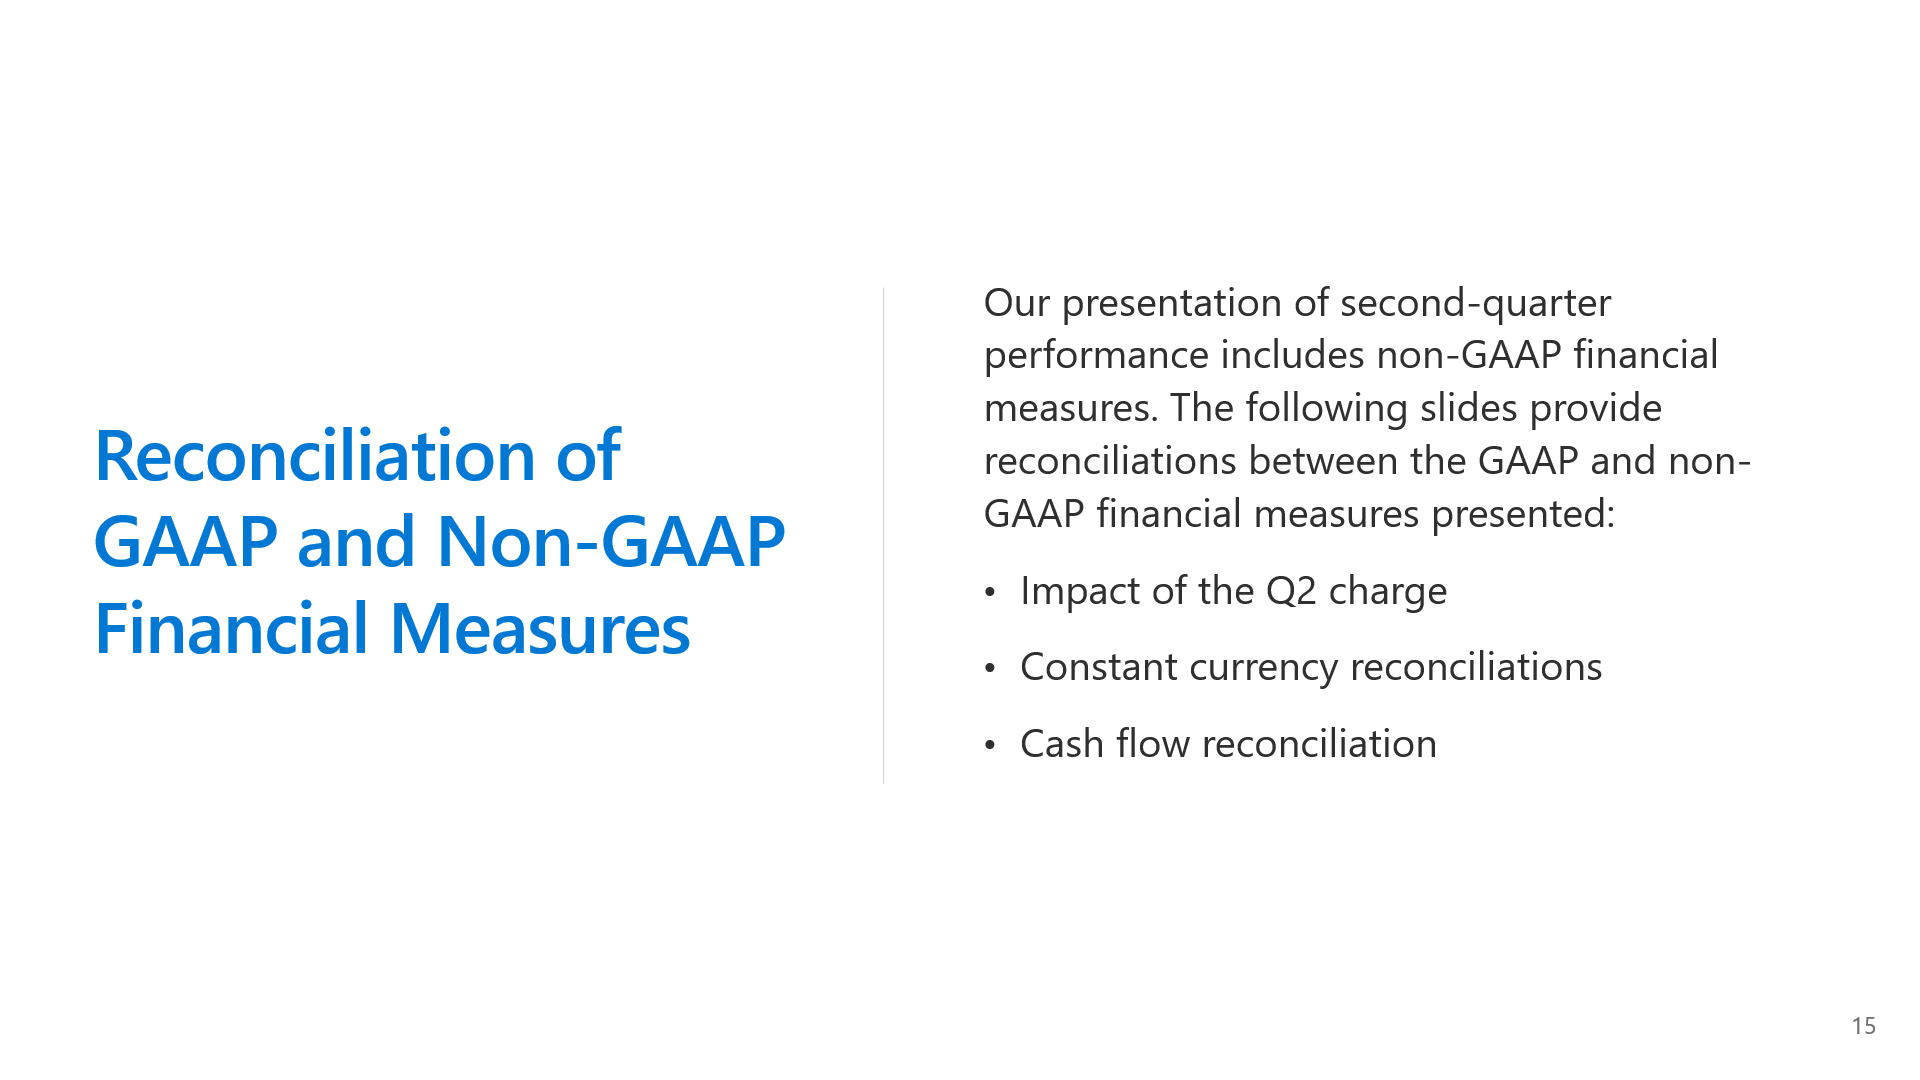 Reconciliation of
GAAP and Non-GAAP
Financial Measures
Our presentation of second-quarter
performance includes non-GAAP financial
measures. The following slides provide
reconciliations between the GAAP and non-
GAAP financial measures presented:
• Impact of the Q2 charge
• Constant currency reconciliations
• Cash flow reconciliation
15